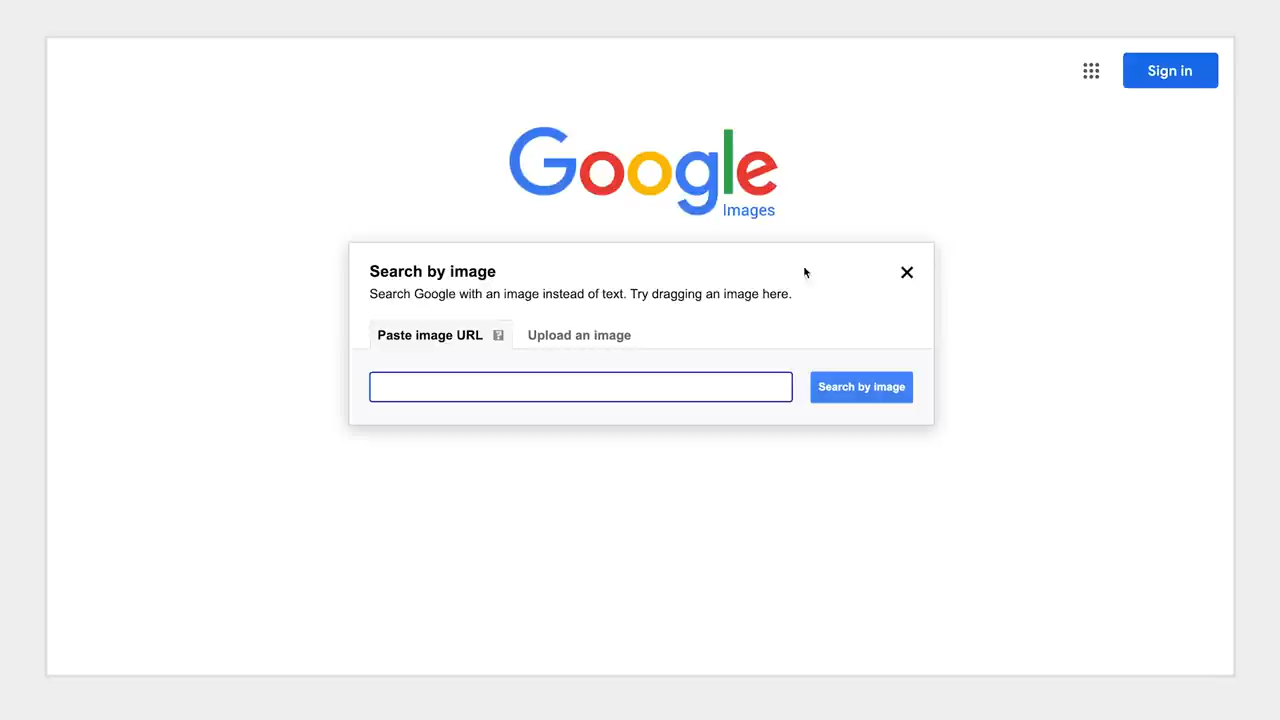 Sign in
Google
Images
Search by image
Search Google with an image instead of text. Try dragging an image here.
Paste image URL ?
Upload an image
Search by image